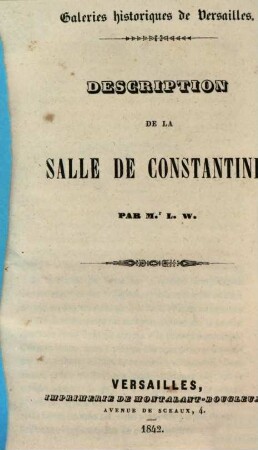 Galeries historiques de Versailles.
DESCRIPTION
DE LA
SALLE DE CONSTANTINE
PAR M.r L. W.
VERSAILLES,
IMPRIMERIE DE MONTALANT-BOUGLEUX
AVENUE DE SCEAUX, 4.
1842.